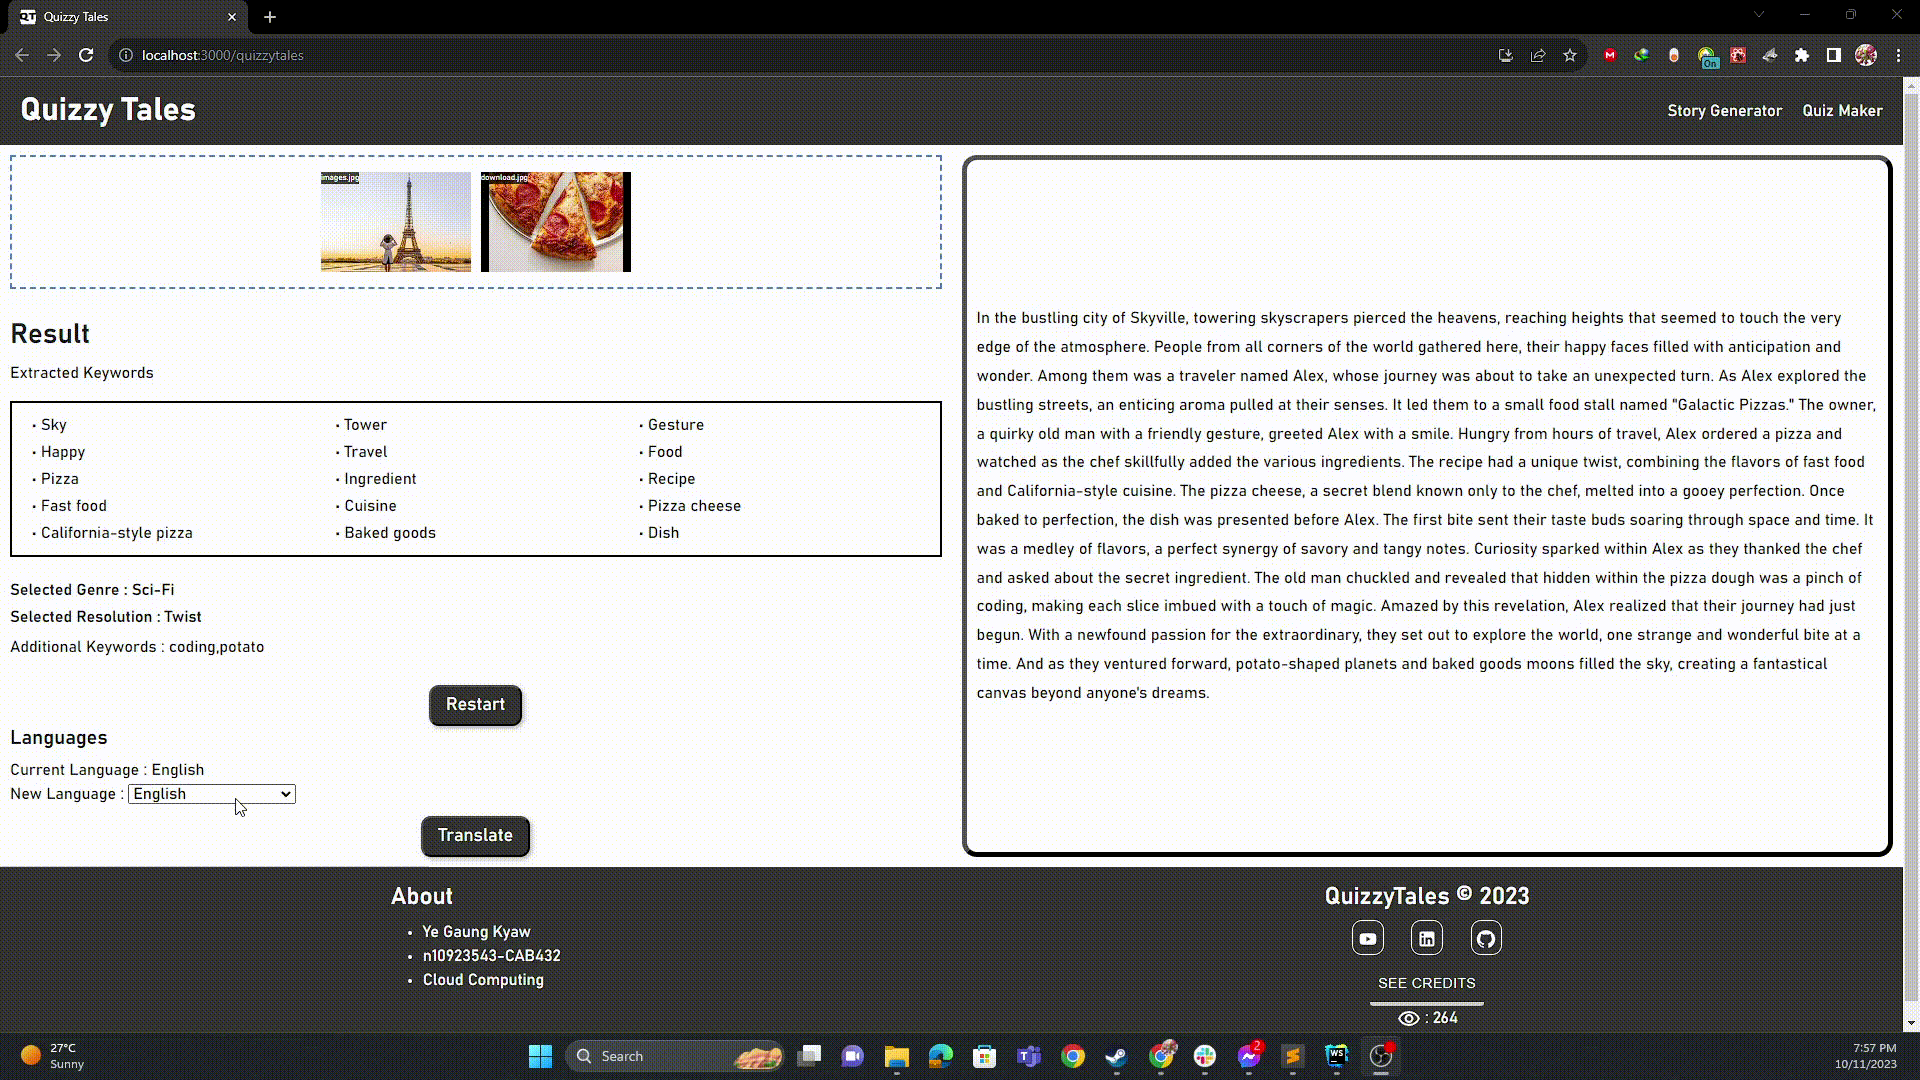 Quizzy Tales
localhost:3000/quizzytales
On
Quizzy Tales
Story Generator
Quiz Maker
images.jpg
download.jpg
Result
Extracted Keywords
• Sky
• Tower
• Gesture
• Happy
• Travel
• Food
• Pizza
• Ingredient
• Recipe
• Fast food
• Cuisine
• Pizza cheese
• California-style pizza
• Baked goods
• Dish
Selected Genre : Sci-Fi
Selected Resolution : Twist
Additional Keywords : coding,potato
Restart
Languages
Current Language : English
New Language : English
Translate
In the bustling city of Skyville, towering skyscrapers pierced the heavens, reaching heights that seemed to touch the very
edge of the atmosphere. People from all corners of the world gathered here, their happy faces filled with anticipation and
wonder. Among them was a traveler named Alex, whose journey was about to take an unexpected turn. As Alex explored the
bustling streets, an enticing aroma pulled at their senses. It led them to a small food stall named "Galactic Pizzas." The owner,
a quirky old man with a friendly gesture, greeted Alex with a smile. Hungry from hours of travel, Alex ordered a pizza and
watched as the chef skillfully added the various ingredients. The recipe had a unique twist, combining the flavors of fast food
and California-style cuisine. The pizza cheese, a secret blend known only to the chef, melted into a gooey perfection. Once
baked to perfection, the dish was presented before Alex. The first bite sent their taste buds soaring through space and time. It
was a medley of flavors, a perfect synergy of savory and tangy notes. Curiosity sparked within Alex as they thanked the chef
and asked about the secret ingredient. The old man chuckled and revealed that hidden within the pizza dough was a pinch of
coding, making each slice imbued with a touch of magic. Amazed by this revelation, Alex realized that their journey had just
begun. With a newfound passion for the extraordinary, they set out to explore the world, one strange and wonderful bite at a
time. And as they ventured forward, potato-shaped planets and baked goods moons filled the sky, creating a fantastical
canvas beyond anyone's dreams.
About
• Ye Gaung Kyaw
• n10923543-CAB432
• Cloud Computing
QuizzyTales © 2023
SEE CREDITS
: 264
27°C
Sunny
Search
2
WS
7:57 PM
10/11/2023